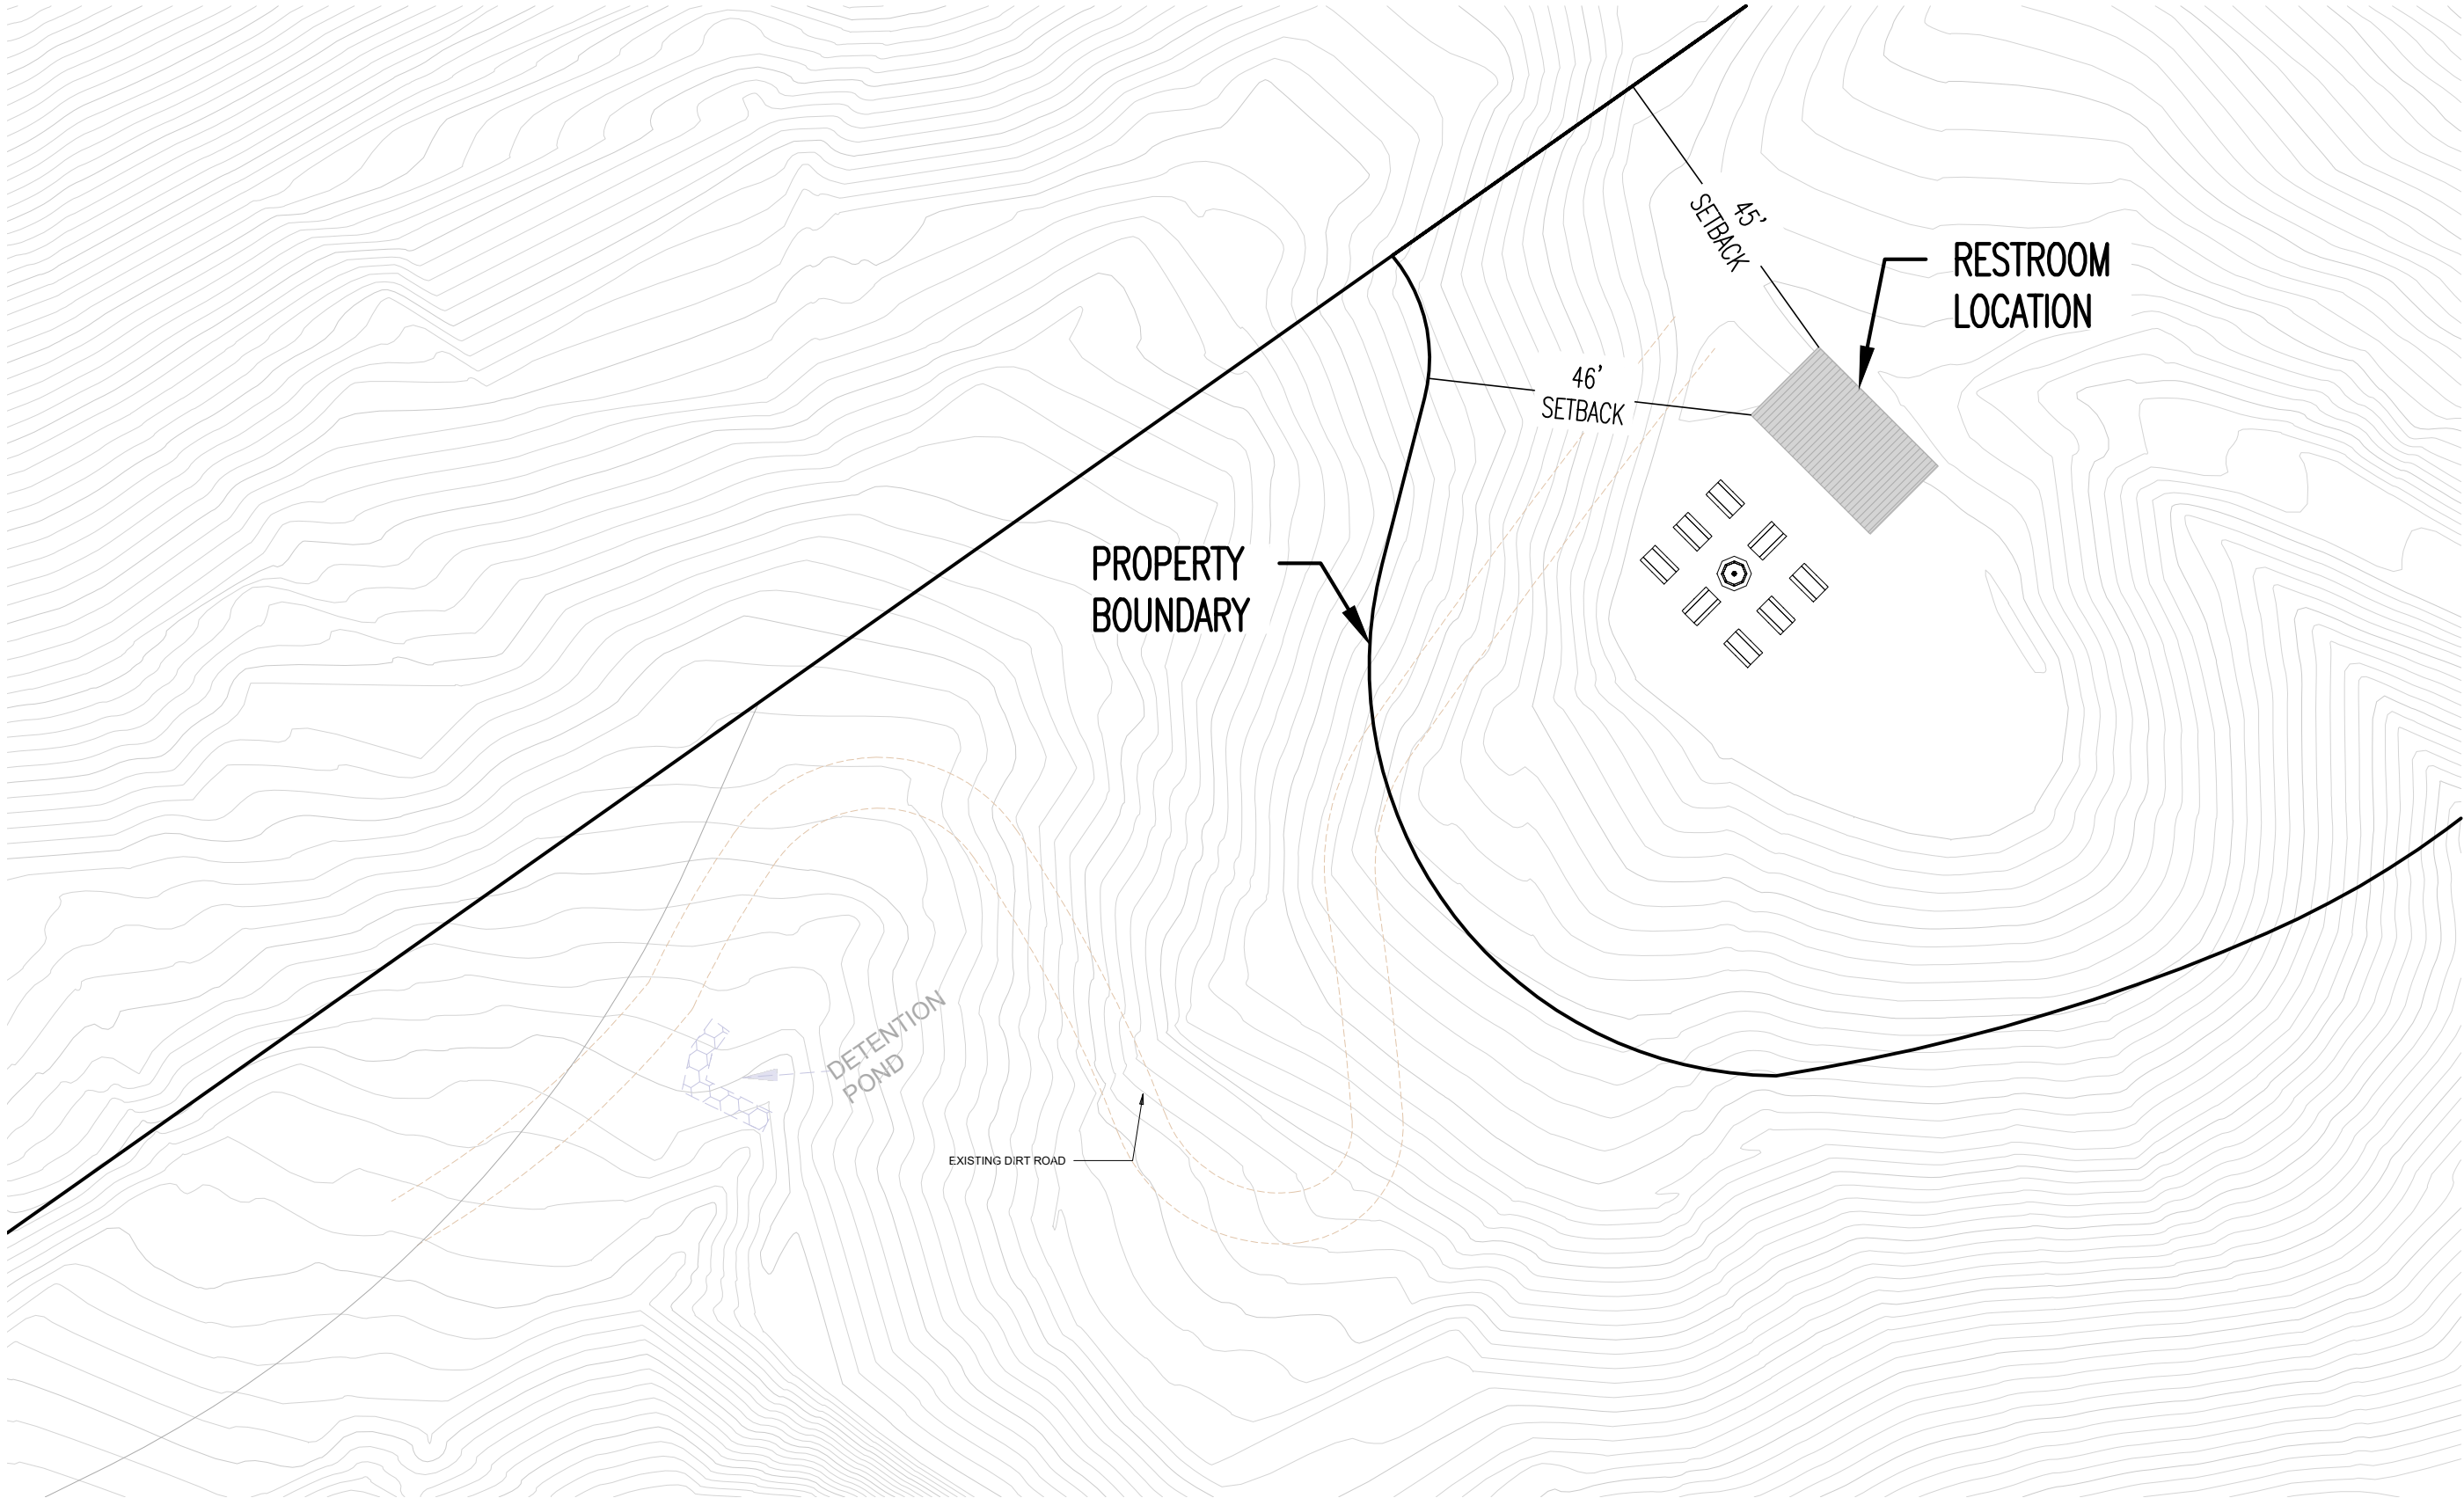 45'
SETBACK
RESTROOM
LOCATION
46'
SETBACK
PROPERTY
BOUNDARY
DETENTION
POND
EXISTING DIRT ROAD